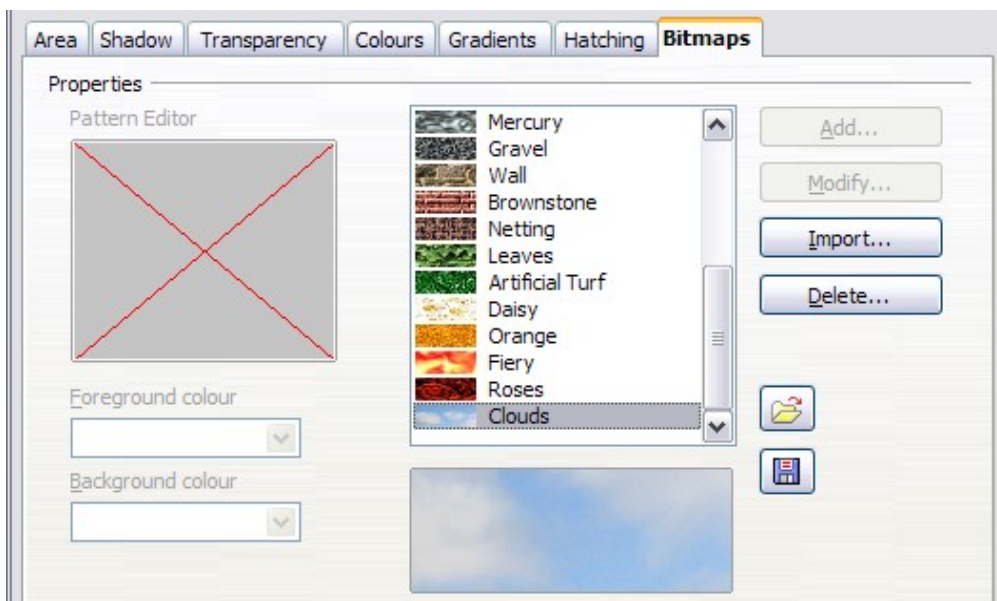 Area Shadow Transparency Colours Gradients Hatching Bitmaps
Properties
Pattern Editor
Mercury
Gravel
Wall
Brownstone
Netting
Leaves
Artificial Turf
Daisy
Orange
Fiery
Roses
Clouds
Add...
Modify...
Import...
Delete...
Foreground colour
Background colour